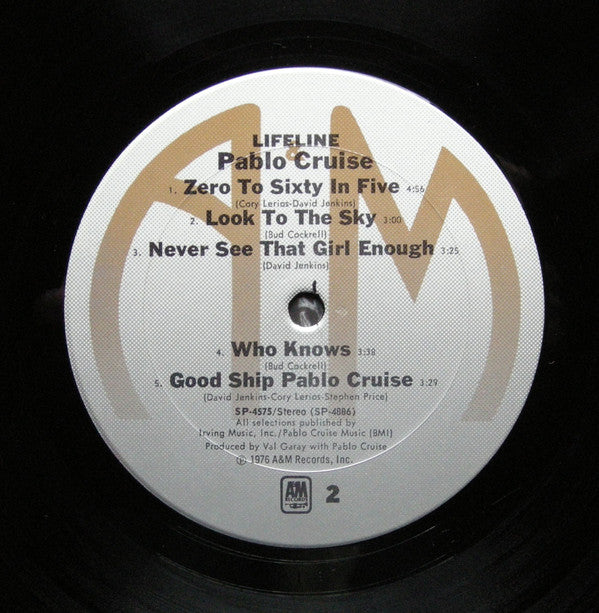 LIFELINE
Pablo Cruise
1. Zero To Sixty In Five 4:56
(Cory Lerios-David Jenkins)
2. Look To The Sky 3:00
(Bud Cockrell)
3. Never See That Girl Enough 3:25
(David Jenkins)
4. Who Knows 3:38
(Bud Cockrell)
5. Good Ship Pablo Cruise 3:29
(David Jenkins-Cory Lerios-Stephen Price)
SP-4575/Stereo (SP-4886)
All selections published by
Irving Music, Inc./Pablo Cruise Music (BMI)
Produced by Val Garay with Pablo Cruise
℗ 1976 A&M Records, Inc.
A&M
RECORDS
2